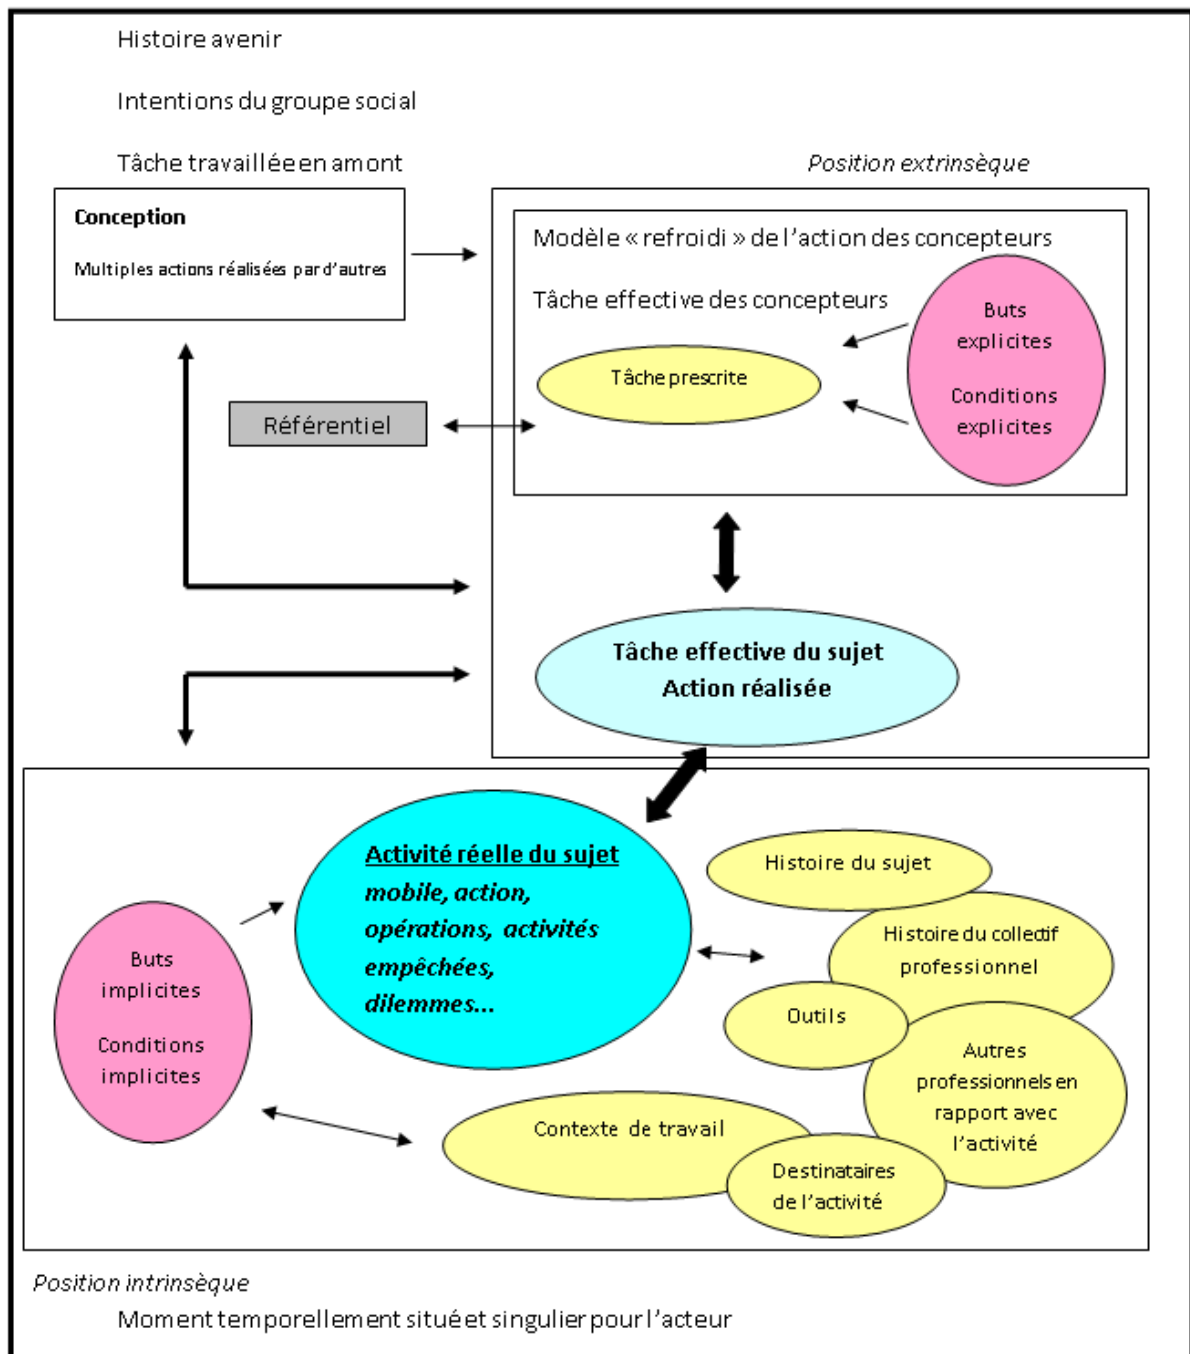 Histoire avenir
Intentions du groupe social
Tâche travaillée en amont
Position extrinsèque
Conception
Multiples actions réalisées par d'autres
Modèle « refroidi » de l'action des concepteurs
Tâche effective des concepteurs
Buts
explicites
Conditions
explicites
Tâche prescrite
Référentiel
Tâche effective du sujet
Action réalisée
Activité réelle du sujet
mobile, action,
opérations, activités
empêchées,
dilemmes...
Histoire du sujet
Histoire du collectif
professionnel
Buts
implicites
Conditions
implicites
Outils
Autres
professionnels en
rapport avec
l'activité
Contexte de travail
Destinataires
de l'activité
Position intrinsèque
Moment temporellement situé et singulier pour l'acteur